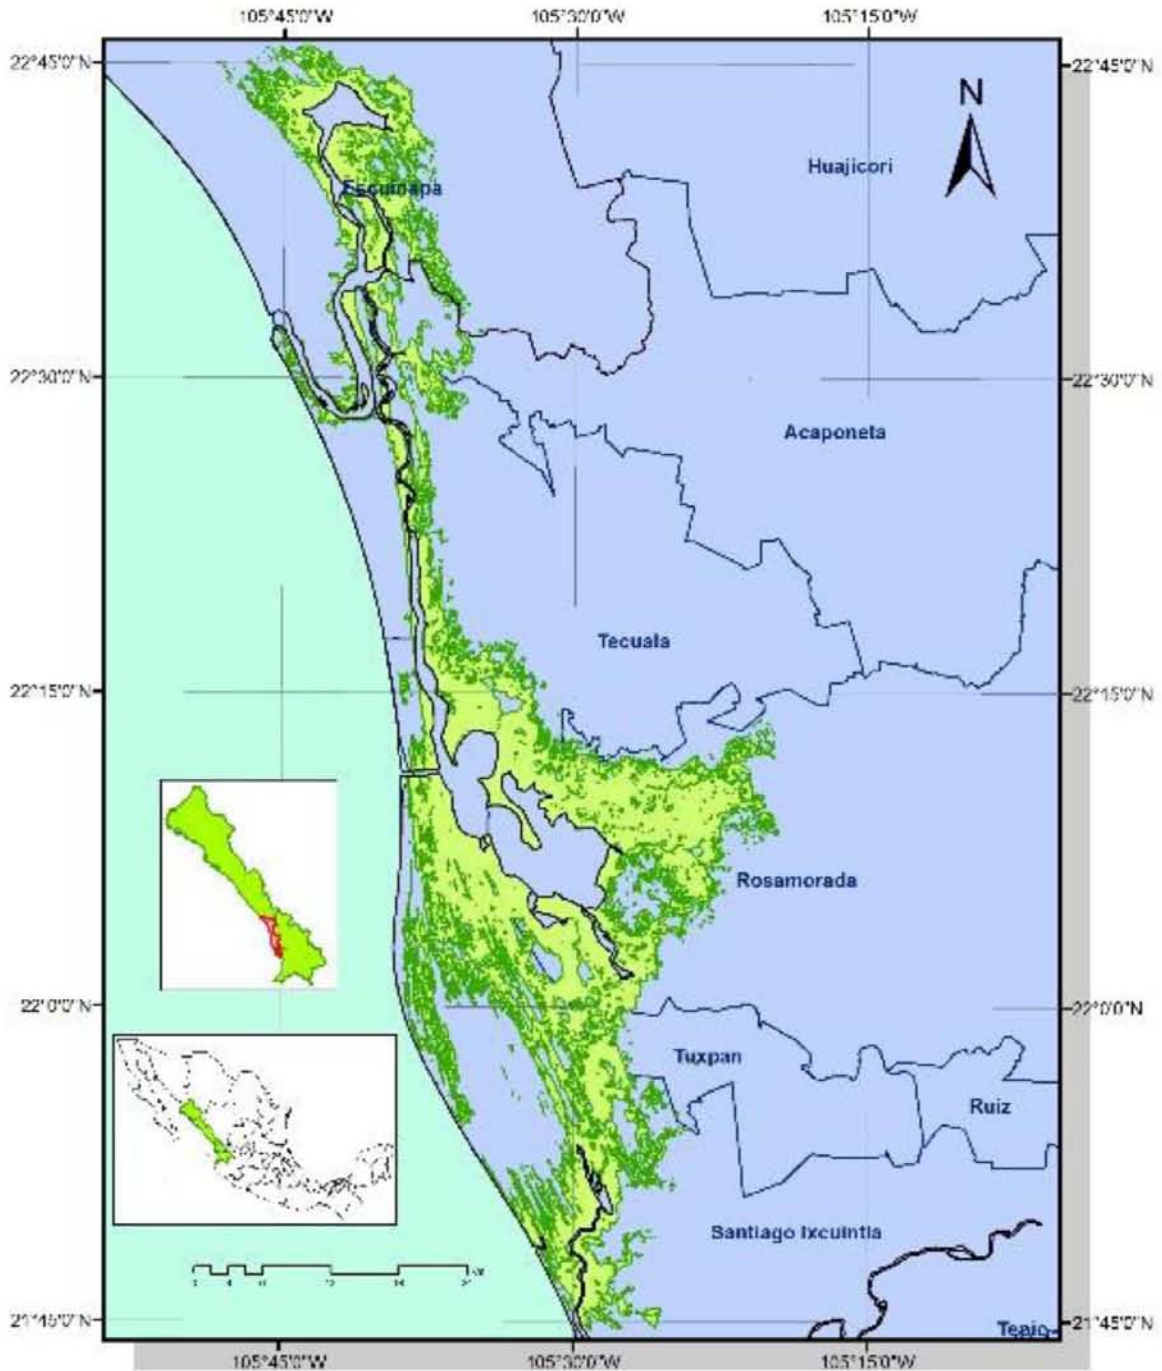 105°45'0"W 105°30'0"W 105°15'0"W
22°45'0"N 22°45'0"N
N
Huajicori
Escuinapa
22°30'0"N 22°30'0"N
Acaponeta
Tecuala
22°15'0"N 22°15'0"N
Rosamorada
22°0'0"N 22°0'0"N
Tuxpan
Ruiz
Santiago Ixcuintla
21°45'0"N 21°45'0"N
Tepic
105°45'0"W 105°30'0"W 105°15'0"W